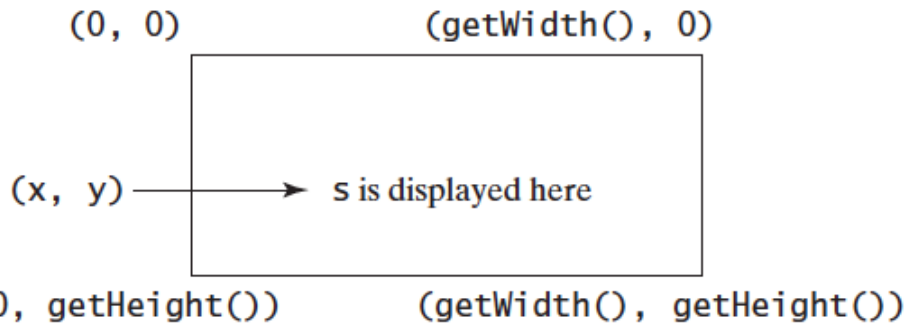 (0, 0) (getWidth(), 0)
(x, y) s is displayed here
0, getHeight()) (getWidth(), getHeight())